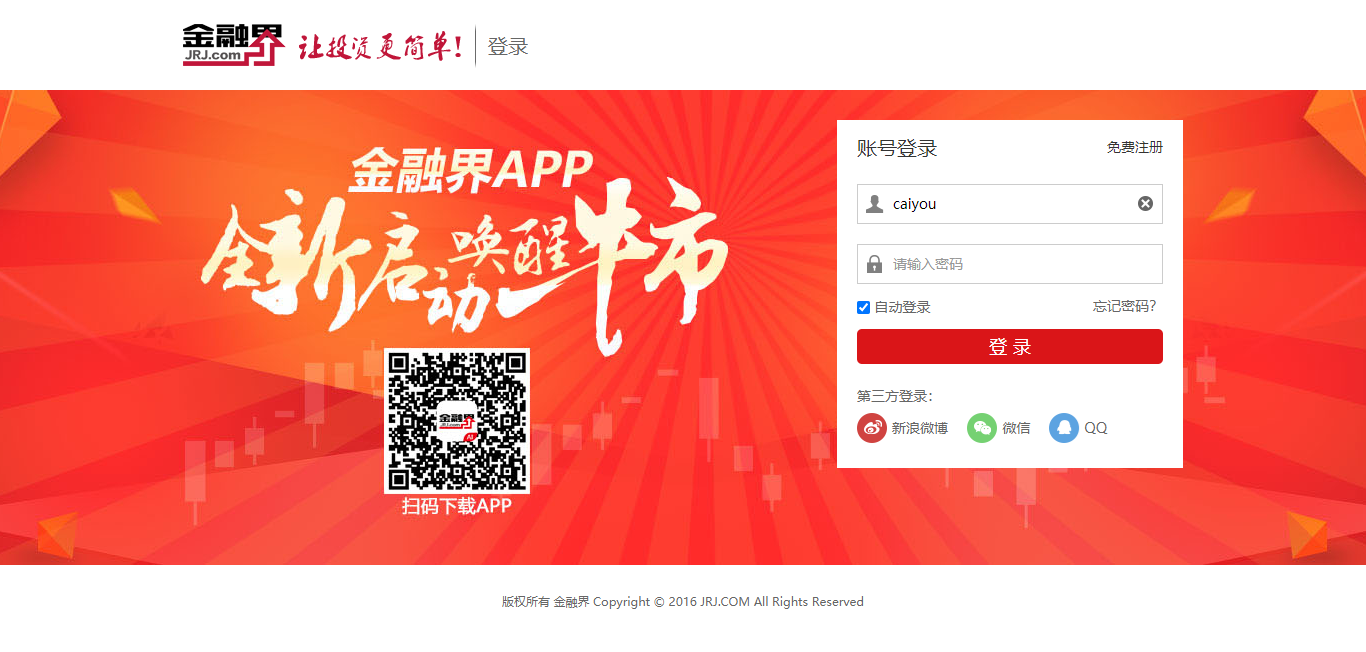 金融界
JRJ.com
让投资更简单!
登录
金融界APP
全新启动唤醒牛市
金融界
JRJ.com
AI
扫码下载APP
账号登录
免费注册
caiyou
请输入密码
自动登录
忘记密码?
登 录
第三方登录:
新浪微博
微信
QQ
版权所有 金融界 Copyright © 2016 JRJ.COM All Rights Reserved